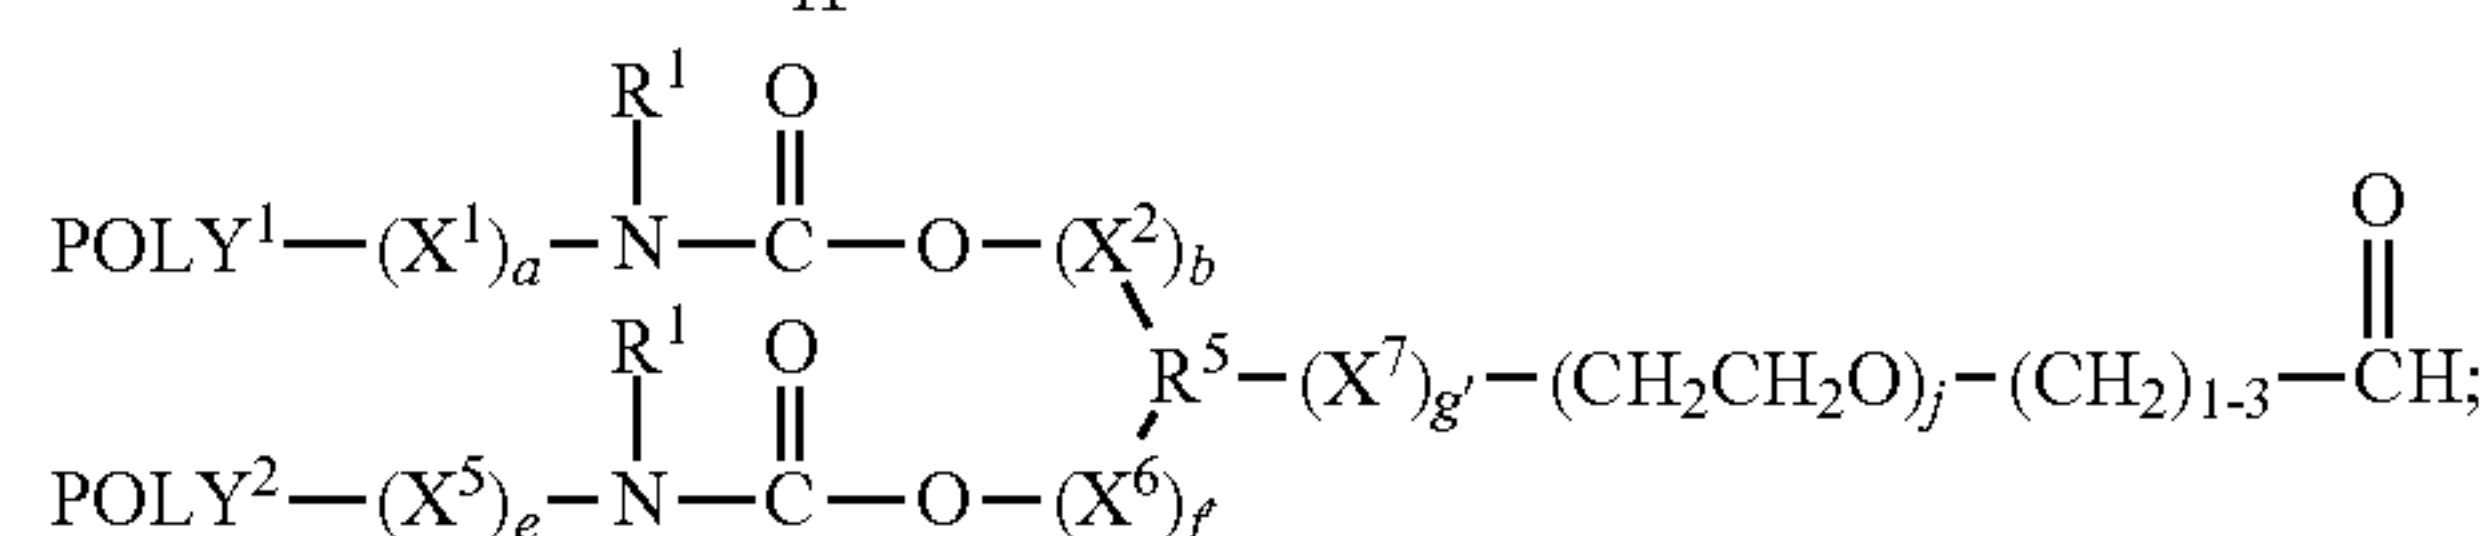 R¹ O
POLY¹—(X¹)a—N—C—O—(X²)b
O
R¹ O
R⁵—(X⁷)g'—(CH₂CH₂O)j—(CH₂)₁₋₃—CH;
POLY²—(X⁵)e—N—C—O—(X⁶)f